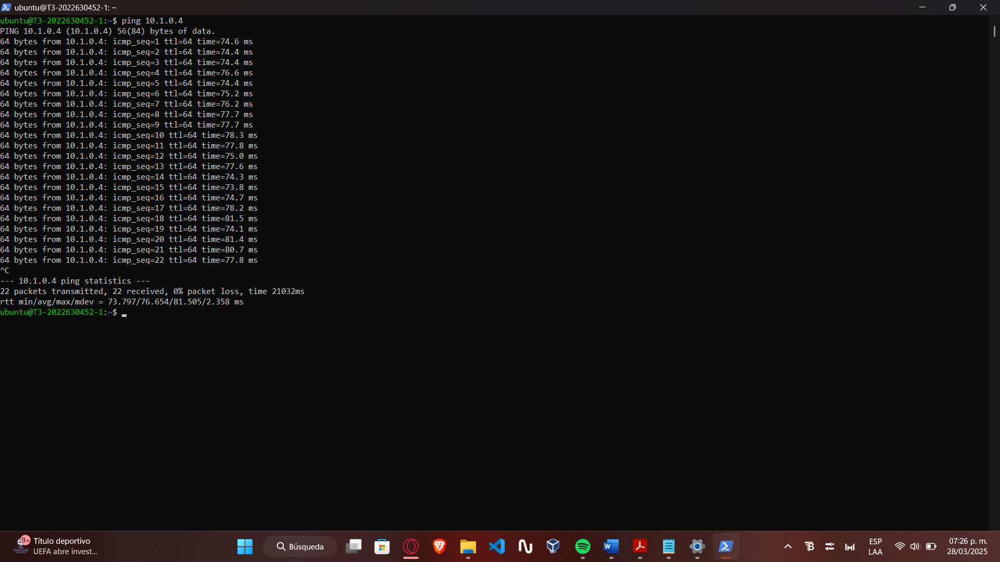 ubuntu@T3-2022630452-1: ~
ubuntu@T3-2022630452-1:~$ ping 10.1.0.4
PING 10.1.0.4 (10.1.0.4) 56(84) bytes of data.
64 bytes from 10.1.0.4: icmp_seq=1 ttl=64 time=74.6 ms
64 bytes from 10.1.0.4: icmp_seq=2 ttl=64 time=74.4 ms
64 bytes from 10.1.0.4: icmp_seq=3 ttl=64 time=74.4 ms
64 bytes from 10.1.0.4: icmp_seq=4 ttl=64 time=76.6 ms
64 bytes from 10.1.0.4: icmp_seq=5 ttl=64 time=74.4 ms
64 bytes from 10.1.0.4: icmp_seq=6 ttl=64 time=75.2 ms
64 bytes from 10.1.0.4: icmp_seq=7 ttl=64 time=76.2 ms
64 bytes from 10.1.0.4: icmp_seq=8 ttl=64 time=77.7 ms
64 bytes from 10.1.0.4: icmp_seq=9 ttl=64 time=77.7 ms
64 bytes from 10.1.0.4: icmp_seq=10 ttl=64 time=78.3 ms
64 bytes from 10.1.0.4: icmp_seq=11 ttl=64 time=77.8 ms
64 bytes from 10.1.0.4: icmp_seq=12 ttl=64 time=75.0 ms
64 bytes from 10.1.0.4: icmp_seq=13 ttl=64 time=77.6 ms
64 bytes from 10.1.0.4: icmp_seq=14 ttl=64 time=74.3 ms
64 bytes from 10.1.0.4: icmp_seq=15 ttl=64 time=73.8 ms
64 bytes from 10.1.0.4: icmp_seq=16 ttl=64 time=74.7 ms
64 bytes from 10.1.0.4: icmp_seq=17 ttl=64 time=78.2 ms
64 bytes from 10.1.0.4: icmp_seq=18 ttl=64 time=81.5 ms
64 bytes from 10.1.0.4: icmp_seq=19 ttl=64 time=74.1 ms
64 bytes from 10.1.0.4: icmp_seq=20 ttl=64 time=81.4 ms
64 bytes from 10.1.0.4: icmp_seq=21 ttl=64 time=80.7 ms
64 bytes from 10.1.0.4: icmp_seq=22 ttl=64 time=77.8 ms
^C
--- 10.1.0.4 ping statistics ---
22 packets transmitted, 22 received, 0% packet loss, time 21032ms
rtt min/avg/max/mdev = 73.797/76.654/81.505/2.358 ms
ubuntu@T3-2022630452-1:~$
9+
Título deportivo
UEFA abre invest...
Búsqueda
ESP
LAA
07:26 p. m.
28/03/2025